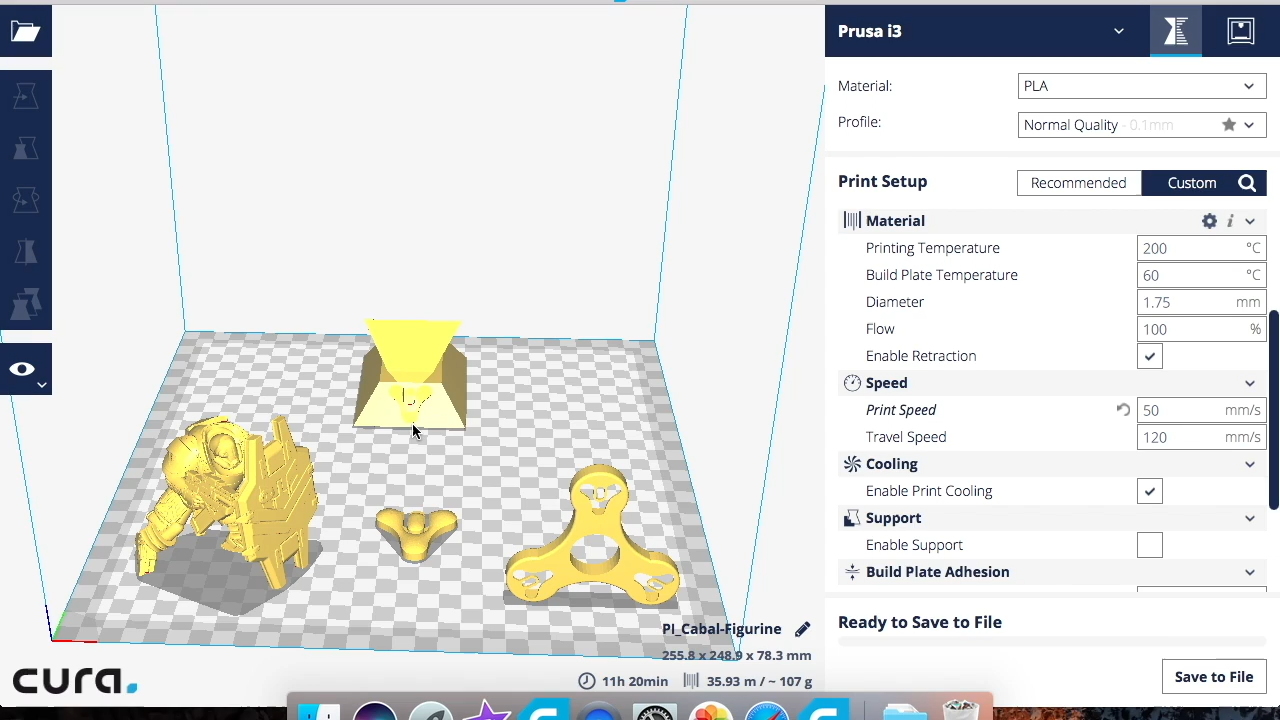 Prusa i3
Material:
PLA
Profile:
Normal Quality - 0.1mm
Print Setup
Recommended
Custom
Material
Printing Temperature
200 °C
Build Plate Temperature
60 °C
Diameter
1.75 mm
Flow
100 %
Enable Retraction
Speed
Print Speed
50 mm/s
Travel Speed
120 mm/s
Cooling
Enable Print Cooling
Support
Enable Support
Build Plate Adhesion
PI_Cabal-Figurine
255.8 x 248.9 x 78.3 mm
11h 20min
35.93 m / ~ 107 g
Ready to Save to File
Save to File
cura.